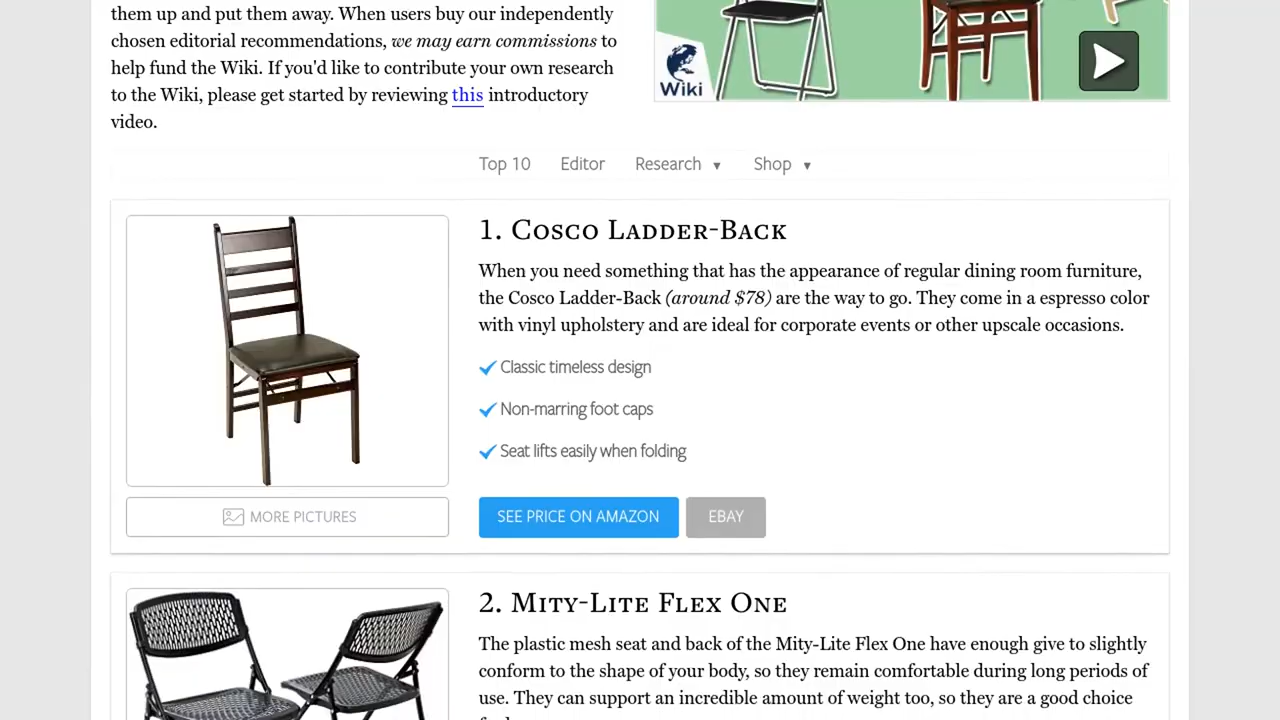 them up and put them away. When users buy our independently
chosen editorial recommendations, we may earn commissions to
help fund the Wiki. If you'd like to contribute your own research
to the Wiki, please get started by reviewing this introductory
video.
Wiki
Top 10 Editor Research ▼ Shop ▼
1. Cosco Ladder-Back
When you need something that has the appearance of regular dining room furniture,
the Cosco Ladder-Back (around $78) are the way to go. They come in a espresso color
with vinyl upholstery and are ideal for corporate events or other upscale occasions.
Classic timeless design
Non-marring foot caps
Seat lifts easily when folding
MORE PICTURES
SEE PRICE ON AMAZON EBAY
2. Mity-Lite Flex One
The plastic mesh seat and back of the Mity-Lite Flex One have enough give to slightly
conform to the shape of your body, so they remain comfortable during long periods of
use. They can support an incredible amount of weight too, so they are a good choice